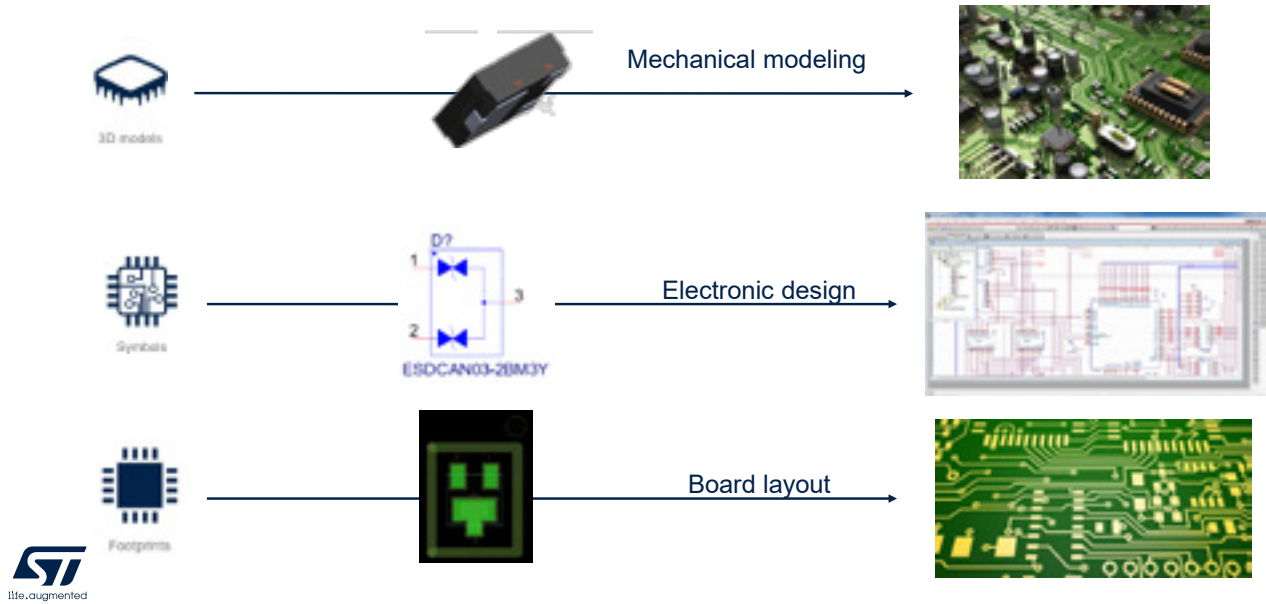 Mechanical modeling
3D models
D?
1
3
Electronic design
2
Symbols
ESDCAN03-2BM3Y
Board layout
Footprints
life.augmented